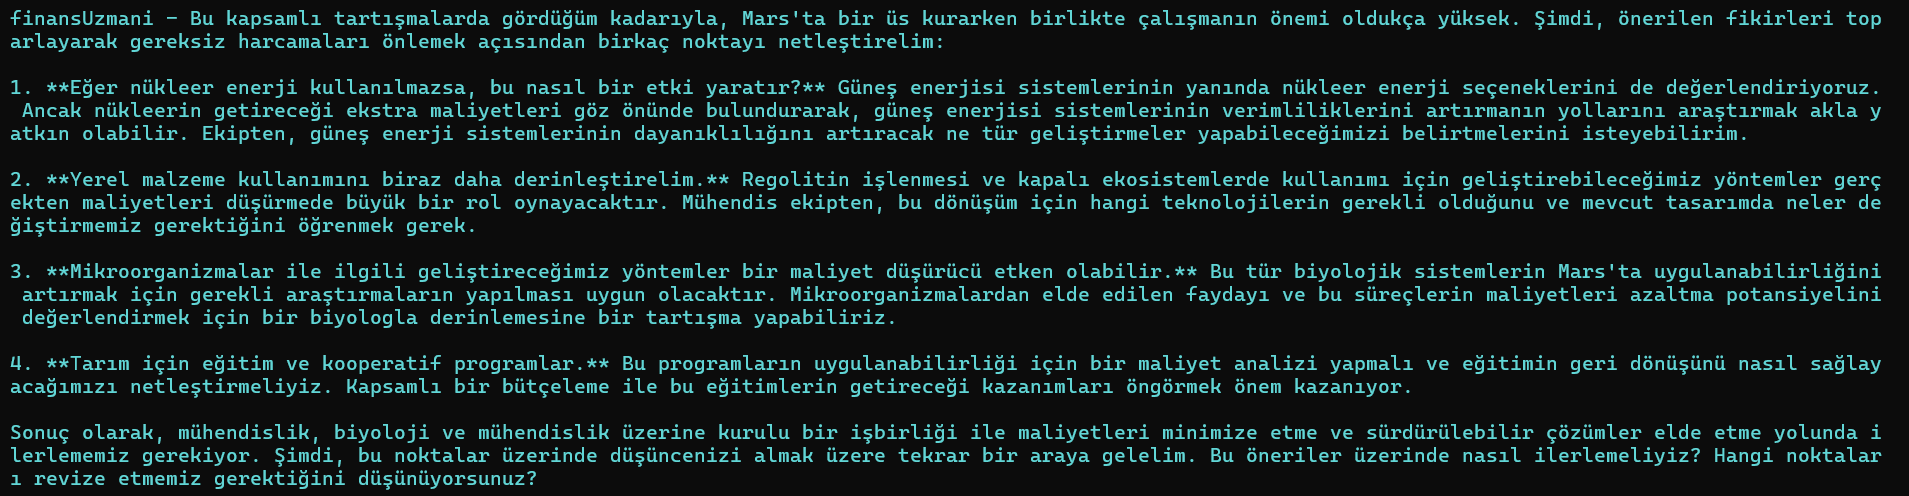 finansUzmani - Bu kapsamlı tartışmalarda gördüğüm kadarıyla, Mars'ta bir üs kurarken birlikte çalışmanın önemi oldukça yüksek. Şimdi, önerilen fikirleri top
arlayarak gereksiz harcamaları önlemek açısından birkaç noktayı netleştirelim:

1. **Eğer nükleer enerji kullanılmazsa, bu nasıl bir etki yaratır?** Güneş enerjisi sistemlerinin yanında nükleer enerji seçeneklerini de değerlendiriyoruz.
 Ancak nükleerin getireceği ekstra maliyetleri göz önünde bulundurarak, güneş enerjisi sistemlerinin verimliliklerini artırmanın yollarını araştırmak akla y
atkın olabilir. Ekipten, güneş enerji sistemlerinin dayanıklılığını artıracak ne tür geliştirmeler yapabileceğimizi belirtmelerini isteyebilirim.

2. **Yerel malzeme kullanımını biraz daha derinleştirelim.** Regolitin işlenmesi ve kapalı ekosistemlerde kullanımı için geliştirebileceğimiz yöntemler gerç
ekten maliyetleri düşürmede büyük bir rol oynayacaktır. Mühendis ekipten, bu dönüşüm için hangi teknolojilerin gerekli olduğunu ve mevcut tasarımda neler de
ğiştirmemiz gerektiğini öğrenmek gerek.

3. **Mikroorganizmalar ile ilgili geliştireceğimiz yöntemler bir maliyet düşürücü etken olabilir.** Bu tür biyolojik sistemlerin Mars'ta uygulanabilirliğini
 artırmak için gerekli araştırmaların yapılması uygun olacaktır. Mikroorganizmalardan elde edilen faydayı ve bu süreçlerin maliyetleri azaltma potansiyelini
 değerlendirmek için bir biyologla derinlemesine bir tartışma yapabiliriz.

4. **Tarım için eğitim ve kooperatif programlar.** Bu programların uygulanabilirliği için bir maliyet analizi yapmalı ve eğitimin geri dönüşünü nasıl sağlay
acağımızı netleştirmeliyiz. Kapsamlı bir bütçeleme ile bu eğitimlerin getireceği kazanımları öngörmek önem kazanıyor.

Sonuç olarak, mühendislik, biyoloji ve mühendislik üzerine kurulu bir işbirliği ile maliyetleri minimize etme ve sürdürülebilir çözümler elde etme yolunda i
lerlememiz gerekiyor. Şimdi, bu noktalar üzerinde düşüncenizi almak üzere tekrar bir araya gelelim. Bu öneriler üzerinde nasıl ilerlemeliyiz? Hangi noktalar
ı revize etmemiz gerektiğini düşünüyorsunuz?